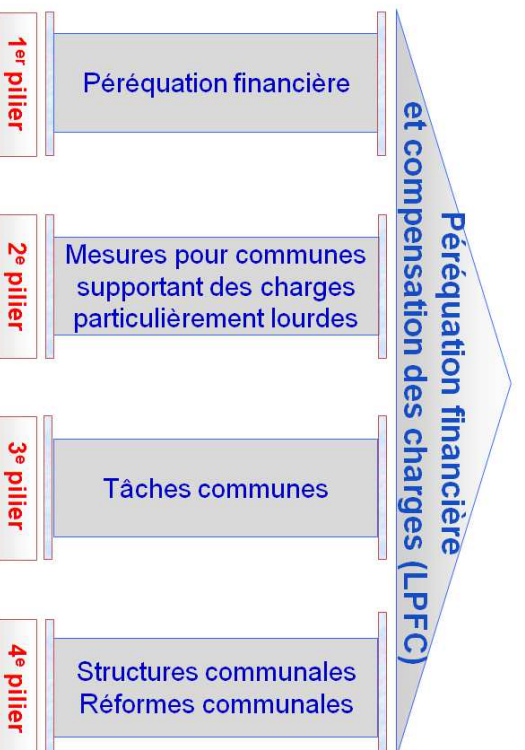 Péréquation financière
et compensation des charges (LPFC)
Péréquation financière
1er pilier
Mesures pour communes
supportant des charges
particulièrement lourdes
2e pilier
Tâches communes
3e pilier
Structures communales
Réformes communales
4e pilier